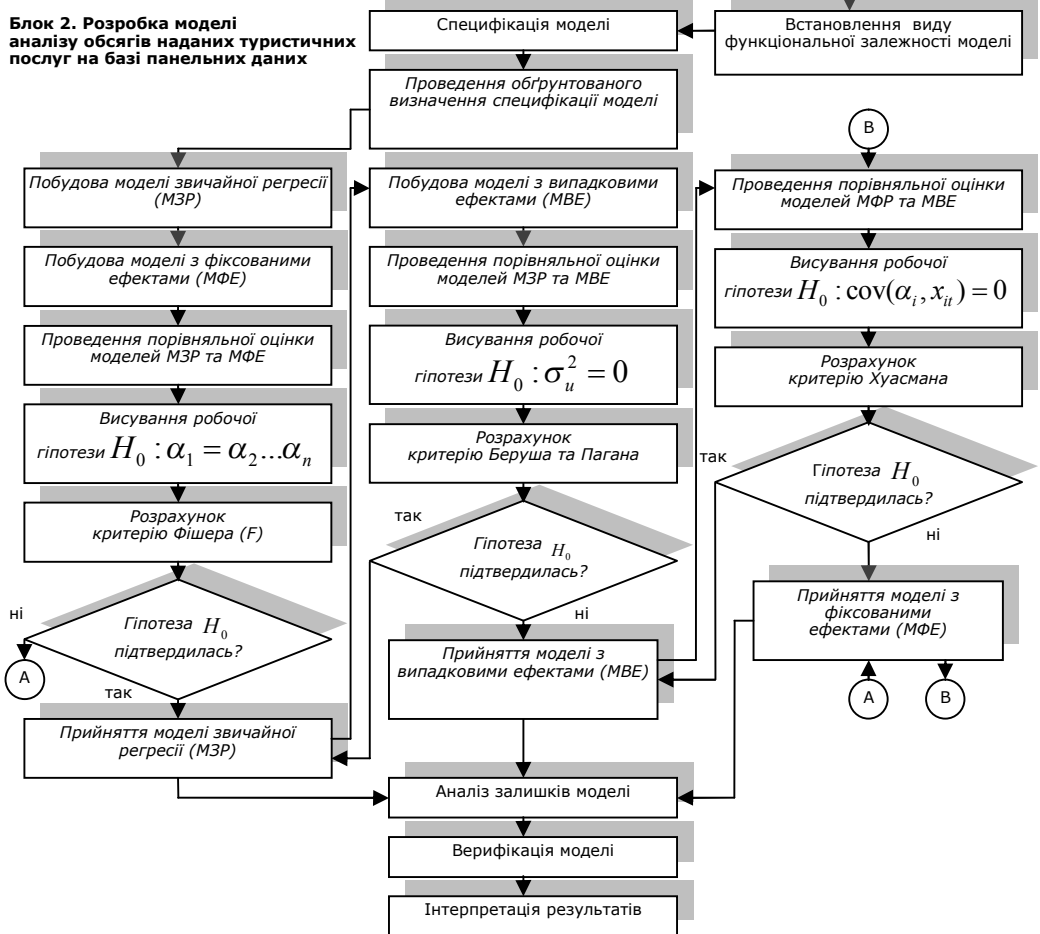 Блок 2. Розробка моделі
аналізу обсягів наданих туристичних
послуг на базі панельних даних
Специфікація моделі
Встановлення виду
функціональної залежності моделі
Проведення обґрунтованого
визначення специфікації моделі
Побудова моделі звичайної регресії
(МЗР)
Побудова моделі з фіксованими
ефектами (МФЕ)
Проведення порівняльної оцінки
моделей МЗР та МФЕ
Висування робочої
гіпотези H₀ : α₁ = α₂...αₙ
Розрахунок
критерію Фішера (F)
ні
Гіпотеза H₀
підтвердилась?
А
так
Прийняття моделі звичайної
регресії (МЗР)
Побудова моделі з випадковими
ефектами (МВЕ)
Проведення порівняльної оцінки
моделей МЗР та МВЕ
Висування робочої
гіпотези H₀ : σᵤ² = 0
Розрахунок
критерію Беруша та Пагана
так
Гіпотеза H₀
підтвердилась?
ні
Прийняття моделі з
випадковими ефектами (МВЕ)
В
Проведення порівняльної оцінки
моделей МФР та МВЕ
Висування робочої
гіпотези H₀ : cov(αᵢ, xᵢₜ) = 0
Розрахунок
критерію Хуасмана
так
Гіпотеза H₀
підтвердилась?
ні
Прийняття моделі з
фіксованими
ефектами (МФЕ)
А
В
Аналіз залишків моделі
Верифікація моделі
Інтерпретація результатів